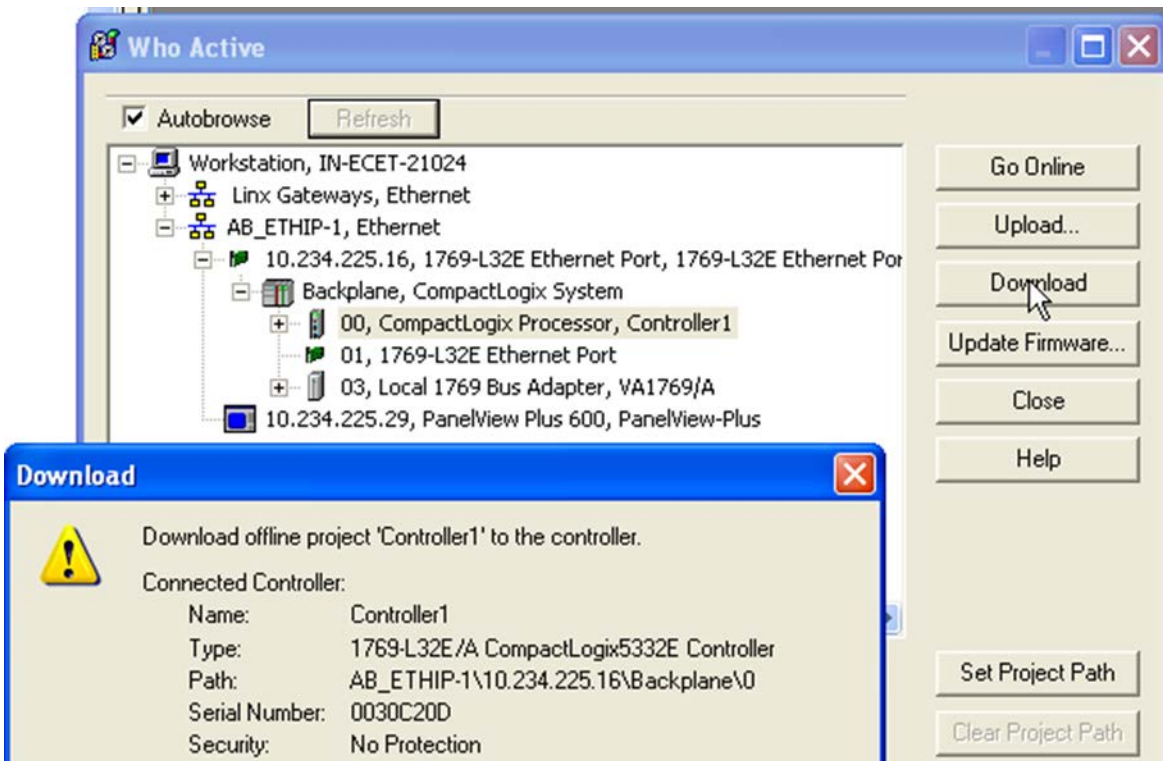 Who Active
Autobrowse
Refresh
Workstation, IN-ECET-21024
Linx Gateways, Ethernet
AB_ETHIP-1, Ethernet
10.234.225.16, 1769-L32E Ethernet Port, 1769-L32E Ethernet Por
Backplane, CompactLogix System
00, CompactLogix Processor, Controller1
01, 1769-L32E Ethernet Port
03, Local 1769 Bus Adapter, VA1769/A
10.234.225.29, PanelView Plus 600, PanelView-Plus
Go Online
Upload...
Download
Update Firmware...
Close
Help
Set Project Path
Clear Project Path
Download
Download offline project 'Controller1' to the controller.
Connected Controller:
Name: Controller1
Type: 1769-L32E/A CompactLogix5332E Controller
Path: AB_ETHIP-1\10.234.225.16\Backplane\0
Serial Number: 0030C20D
Security: No Protection